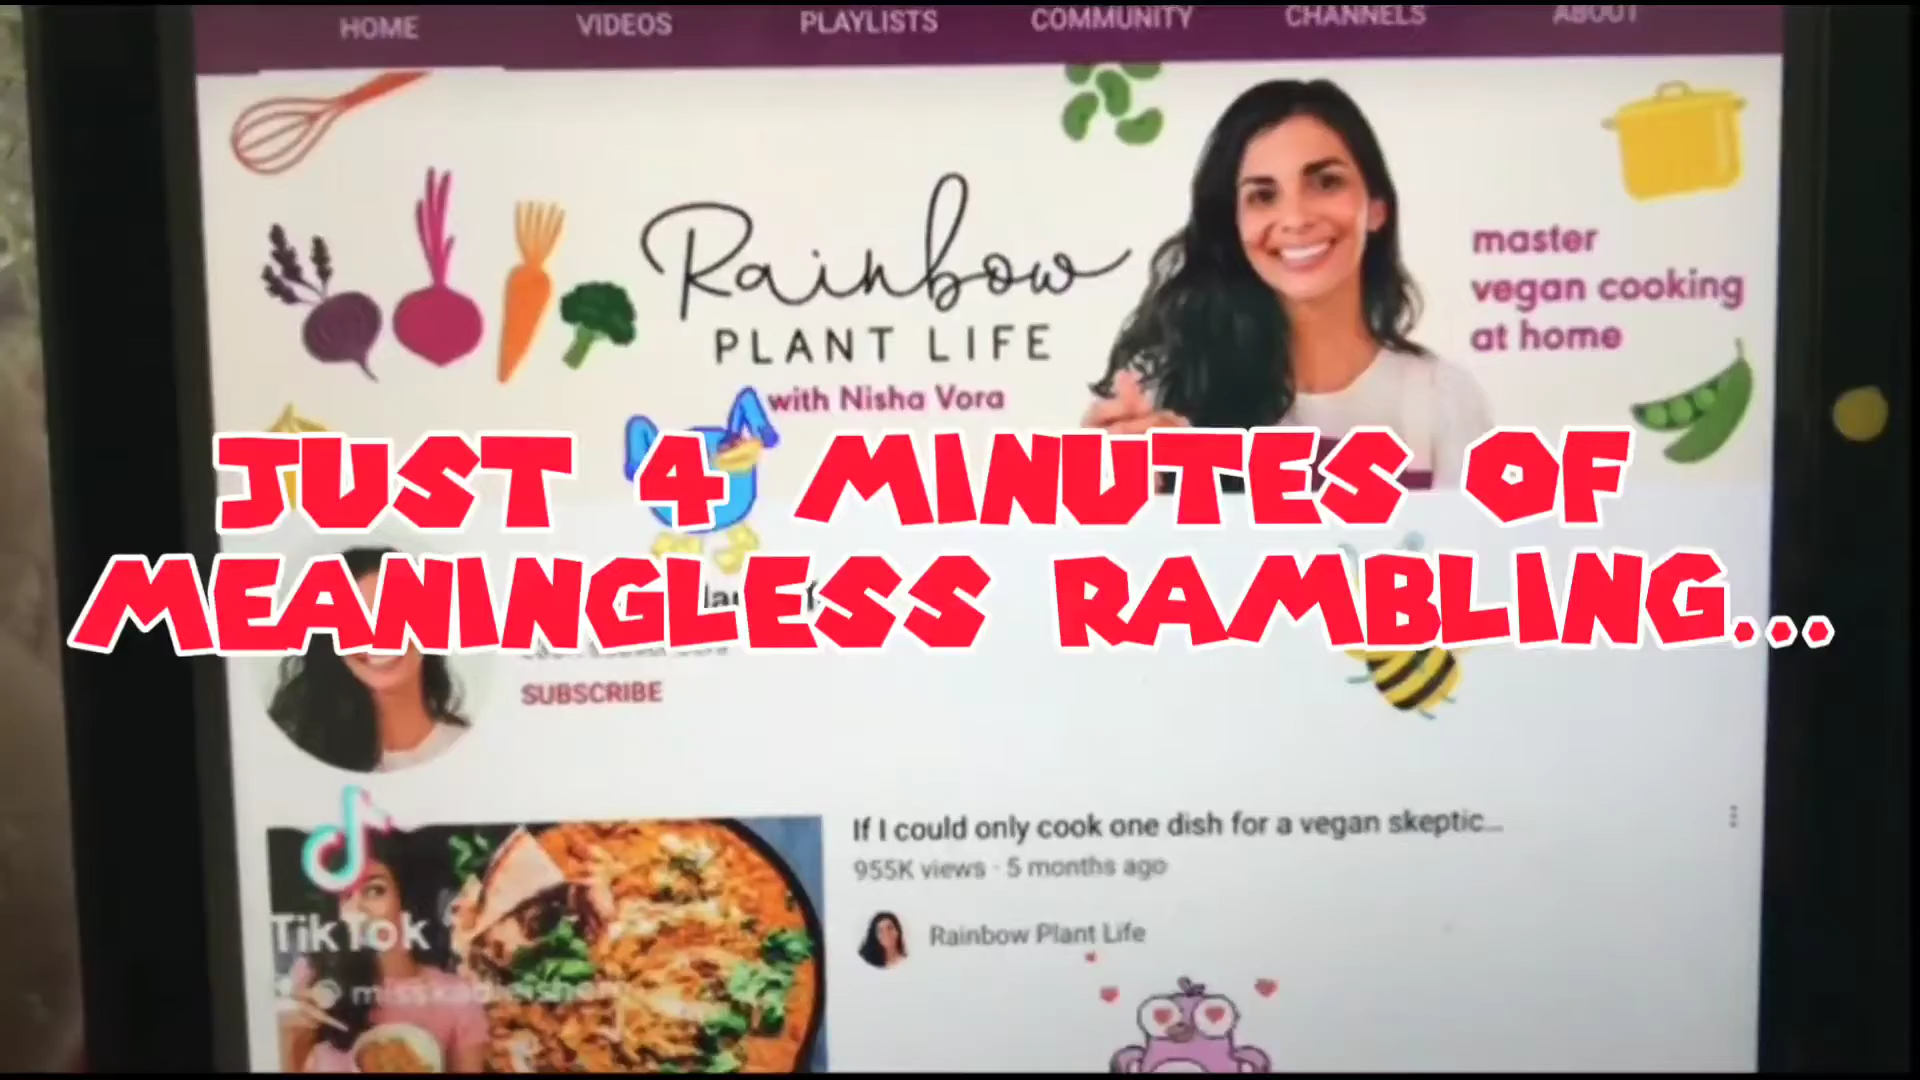 HOME VIDEOS PLAYLISTS COMMUNITY CHANNELS ABOUT
Rainbow
PLANT LIFE
with Nisha Vora
master
vegan cooking
at home
JUST 4 MINUTES OF
MEANINGLESS RAMBLING...
SUBSCRIBE
If I could only cook one dish for a vegan skeptic...
955K views · 5 months ago
Rainbow Plant Life
TikTok